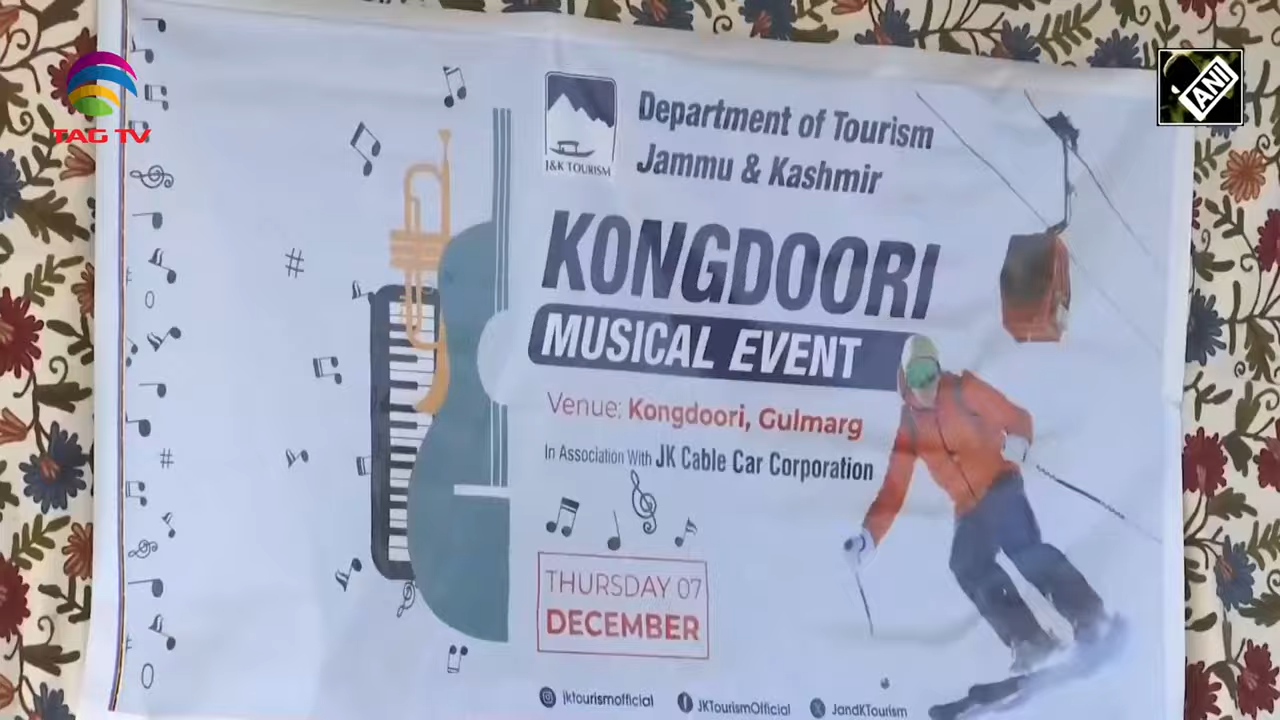 TAG TV
ANI
J&K TOURISM
Department of Tourism
Jammu & Kashmir
KONGDOORI
MUSICAL EVENT
Venue: Kongdoori, Gulmarg
In Association With JK Cable Car Corporation
THURSDAY 07
DECEMBER
jktourismofficial
JKTourismOfficial
JandKTourism